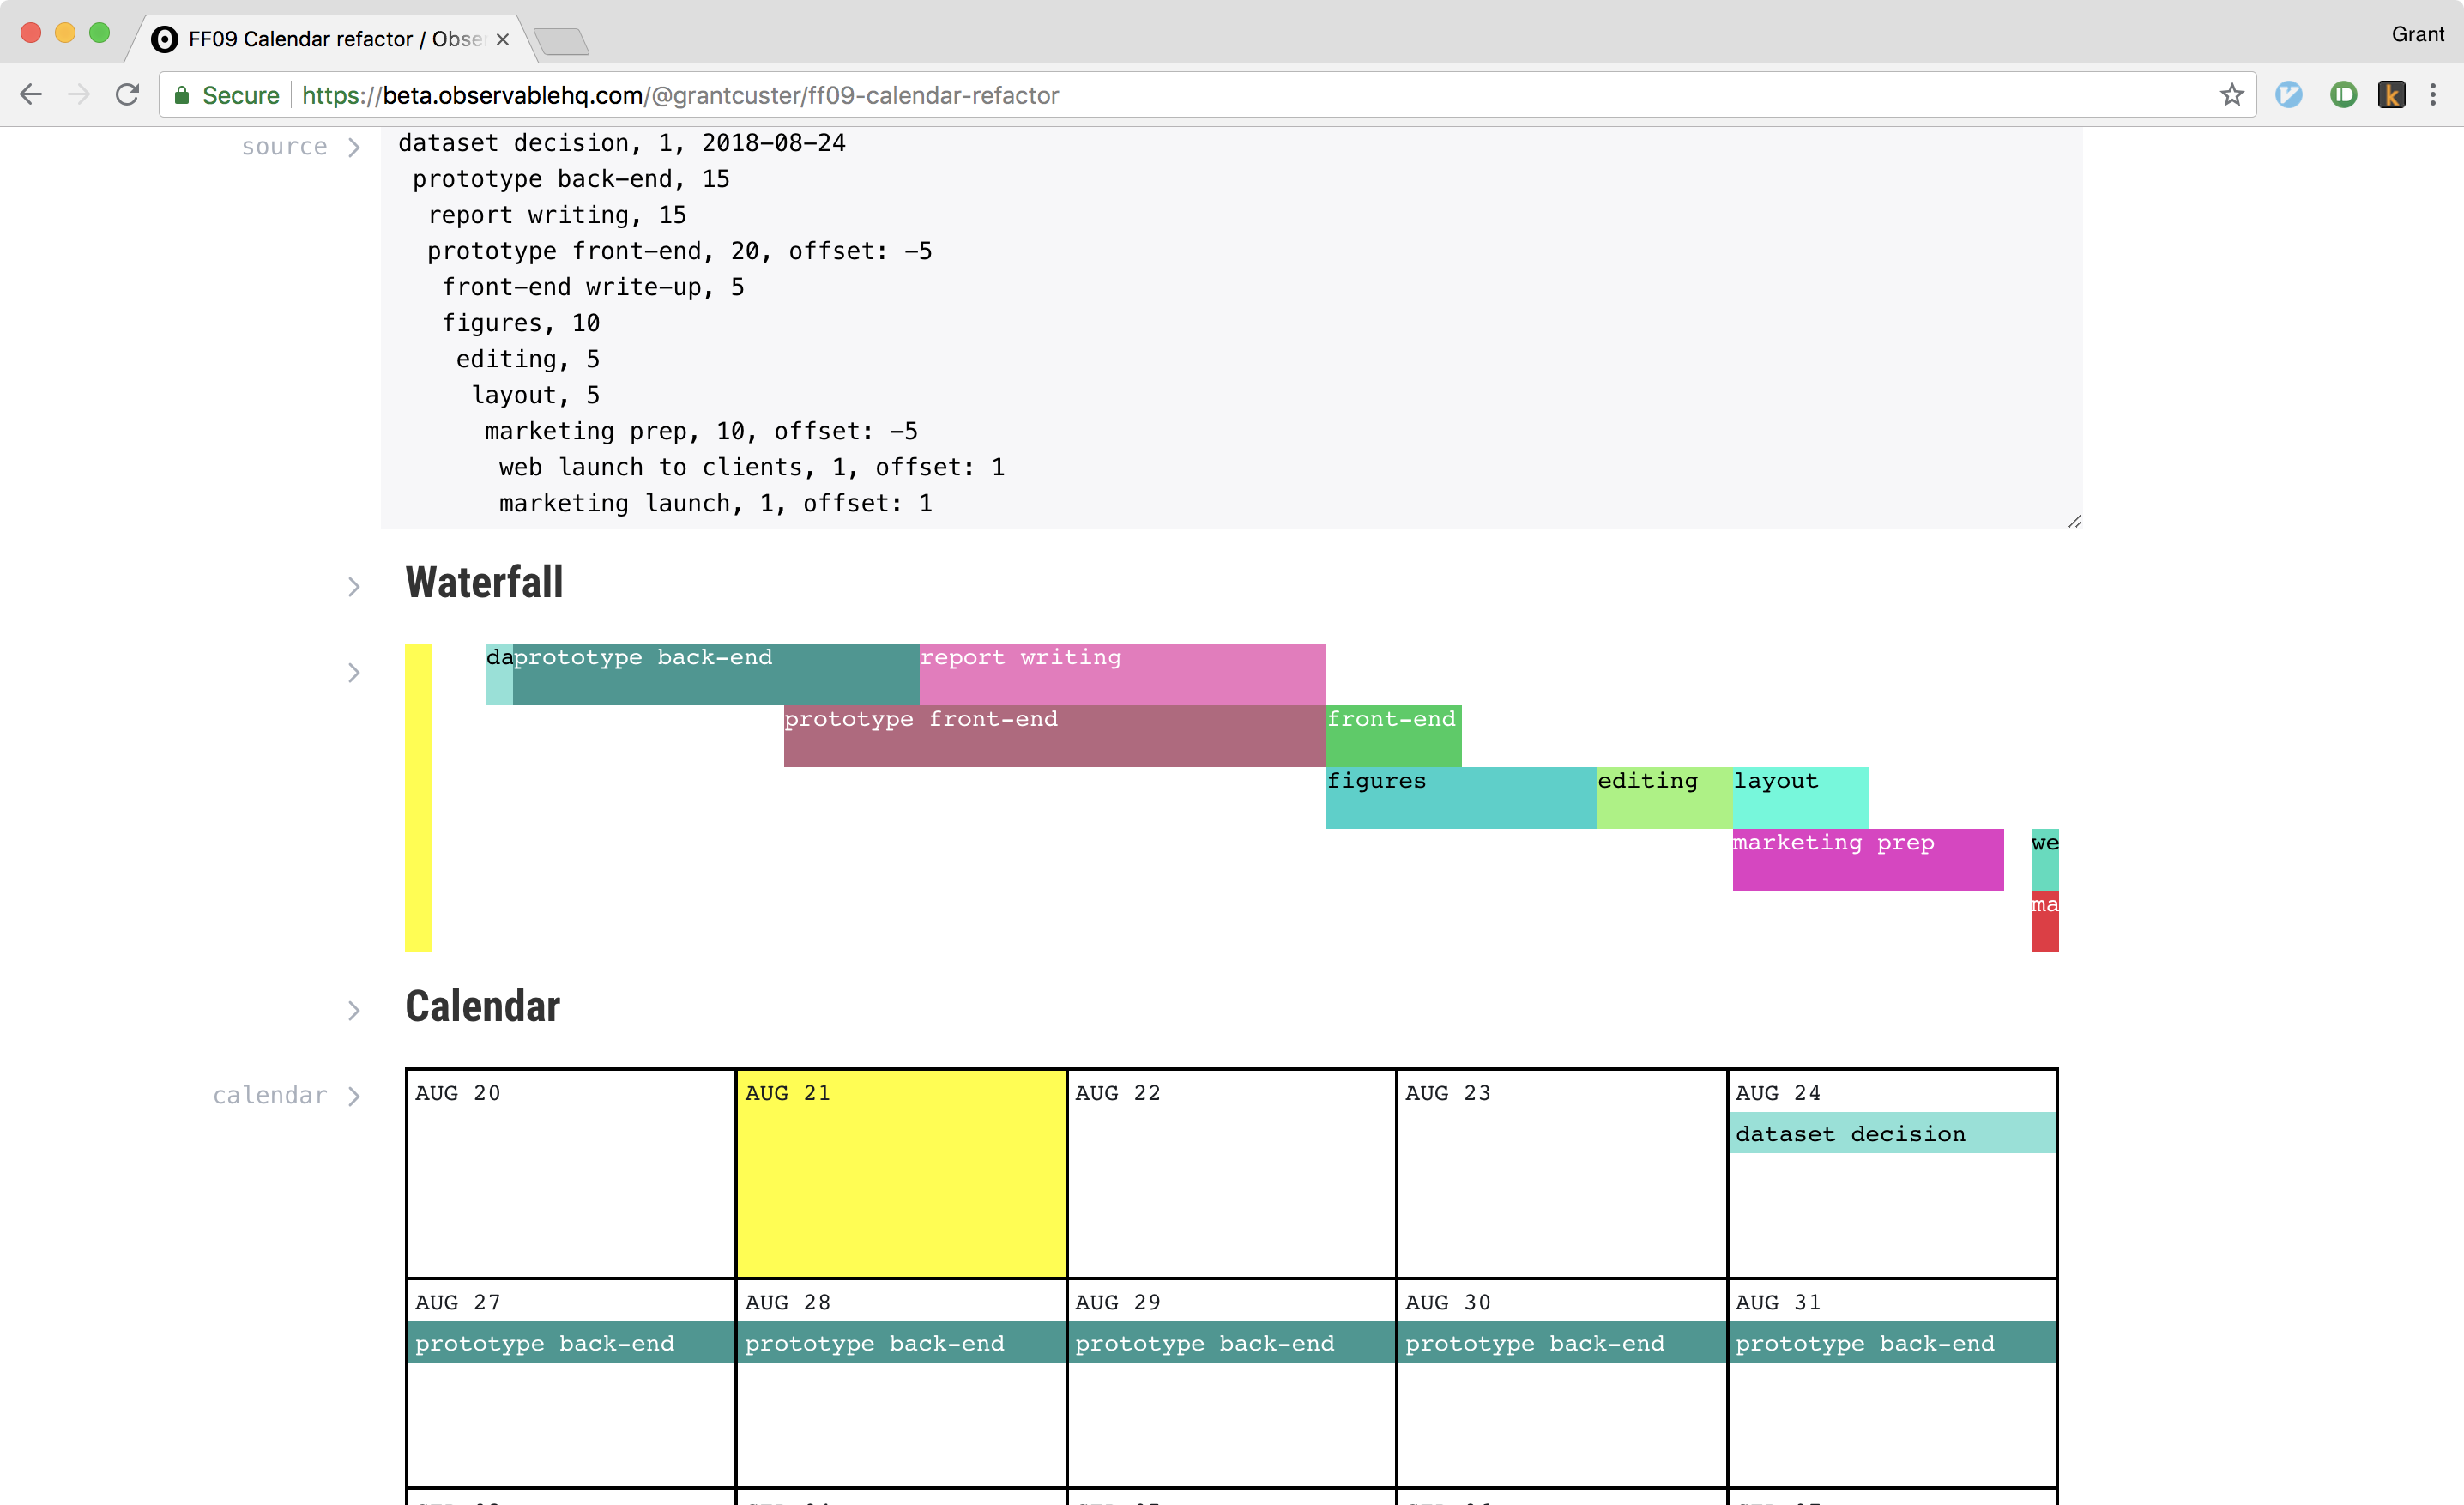 FF09 Calendar refactor / Obse
Grant
Secure https://beta.observablehq.com/@grantcuster/ff09-calendar-refactor
source
dataset decision, 1, 2018-08-24
prototype back-end, 15
report writing, 15
prototype front-end, 20, offset: -5
front-end write-up, 5
figures, 10
editing, 5
layout, 5
marketing prep, 10, offset: -5
web launch to clients, 1, offset: 1
marketing launch, 1, offset: 1
Waterfall
da prototype back-end report writing
prototype front-end front-end
figures editing layout
marketing prep we
ma
Calendar
calendar
AUG 20 AUG 21 AUG 22 AUG 23 AUG 24
dataset decision
AUG 27 AUG 28 AUG 29 AUG 30 AUG 31
prototype back-end prototype back-end prototype back-end prototype back-end prototype back-end